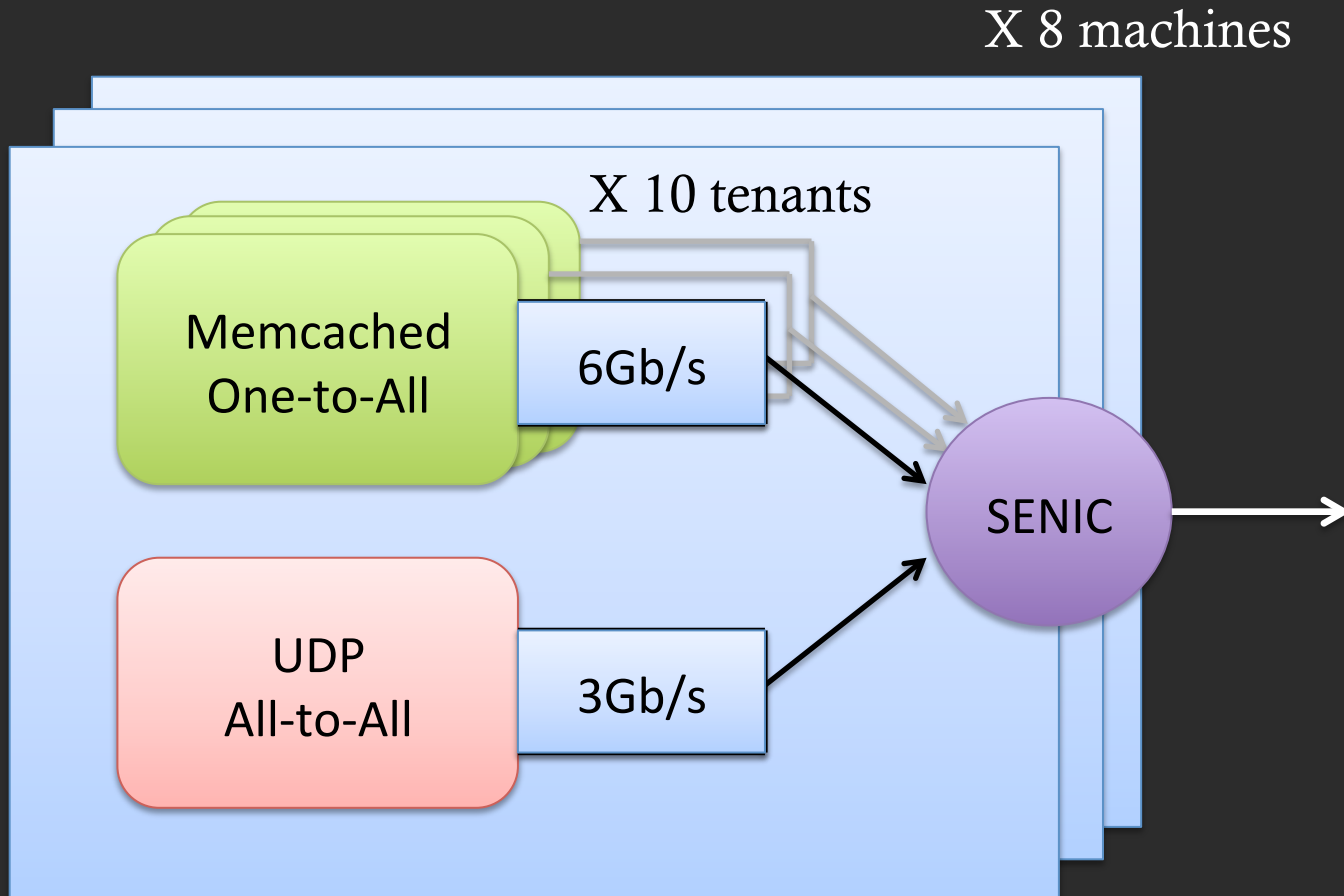 X 8 machines
X 10 tenants
Memcached
One-to-All
6Gb/s
SENIC
UDP
All-to-All
3Gb/s